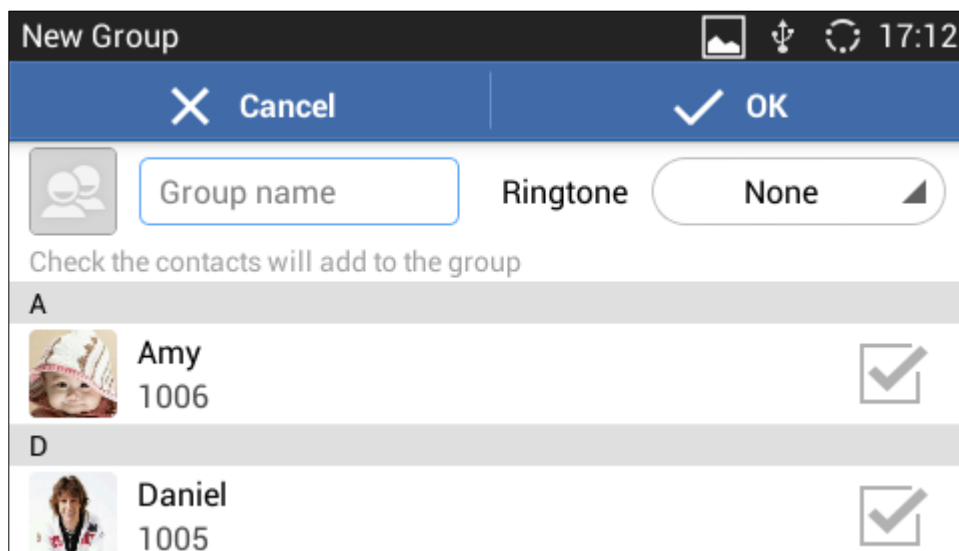 New Group 17:12
Cancel OK
Group name Ringtone None
Check the contacts will add to the group
A
Amy
1006
D
Daniel
1005